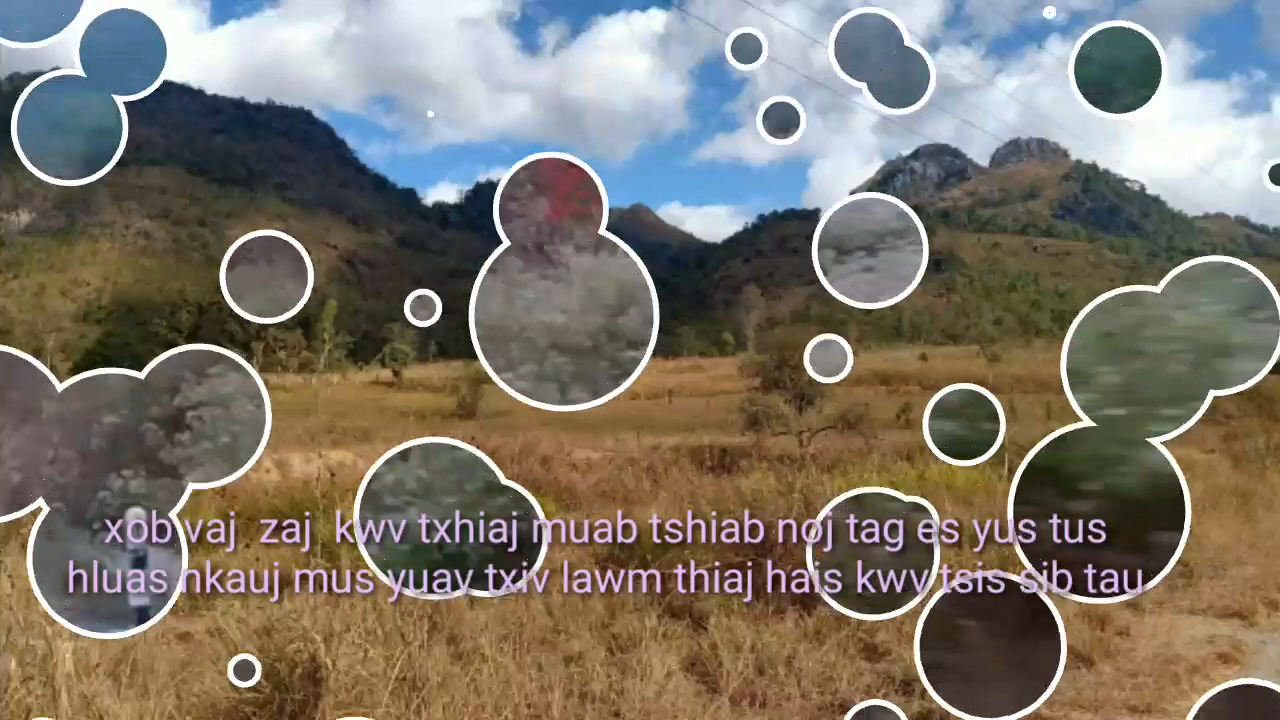 xob vaj zaj kwv txhiaj muab tshiab noj tag es yus tus
hluas nkauj mus yuav txiv lawm thiaj hais kwv tsis sib tau